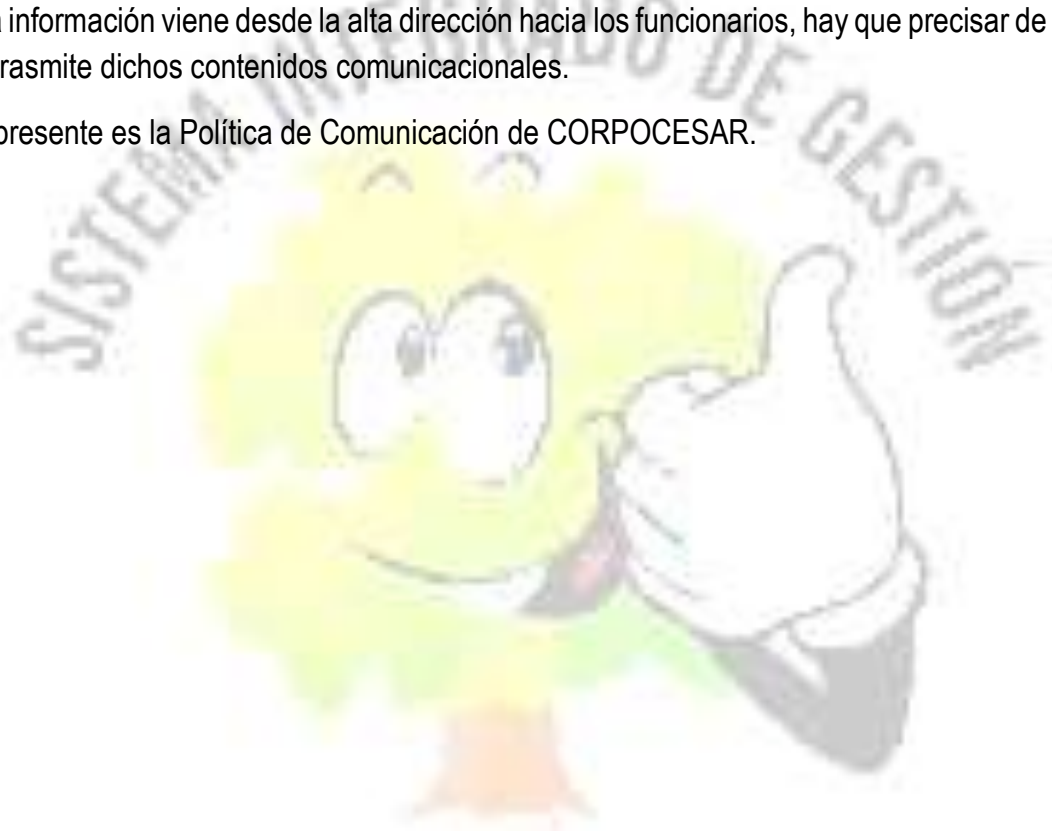 información viene desde la alta dirección hacia los funcionarios, hay que precisar de
trasmite dichos contenidos comunicacionales.
presente es la Política de Comunicación de CORPOCESAR.
SISTEMA INTEGRADO DE GESTIÓN